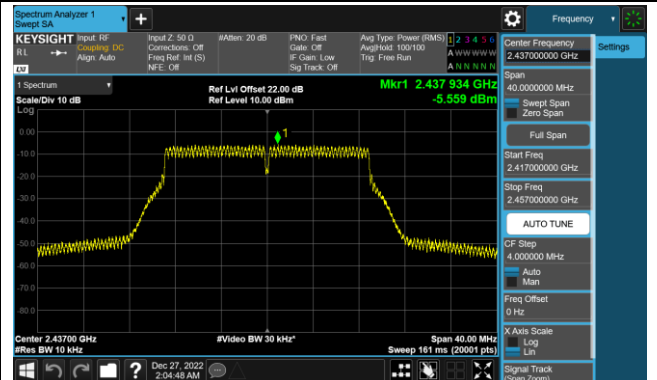 Spectrum Analyzer 1
Swept SA
Frequency
KEYSIGHT
Input: RF
Coupling: DC
Align: Auto
Input Z: 50 Ω
Corrections: Off
Freq Ref: Int (S)
NFE: Off
#Atten: 20 dB
PNO: Fast
Gate: Off
IF Gain: Low
Sig Track: Off
Avg Type: Power (RMS)
Avg|Hold: 100/100
Trig: Free Run
1 2 3 4 5 6
A W W W W W
A N N N N N
RL
LXI
Center Frequency
2.437000000 GHz
Settings
Span
40.0000000 MHz
Swept Span
Zero Span
Full Span
Start Freq
2.417000000 GHz
Stop Freq
2.457000000 GHz
AUTO TUNE
CF Step
4.000000 MHz
Auto
Man
Freq Offset
0 Hz
X Axis Scale
Log
Lin
Signal Track
(Span Zoom)
1 Spectrum
Scale/Div 10 dB
Log
Ref Lvl Offset 22.00 dB
Ref Level 10.00 dBm
Mkr1 2.437 934 GHz
-5.559 dBm
1
0.00
-10.0
-20.0
-30.0
-40.0
-50.0
-60.0
-70.0
-80.0
Center 2.43700 GHz
#Res BW 10 kHz
#Video BW 30 kHz*
Span 40.00 MHz
Sweep 161 ms (20001 pts)
?
Dec 27, 2022
2:04:48 AM